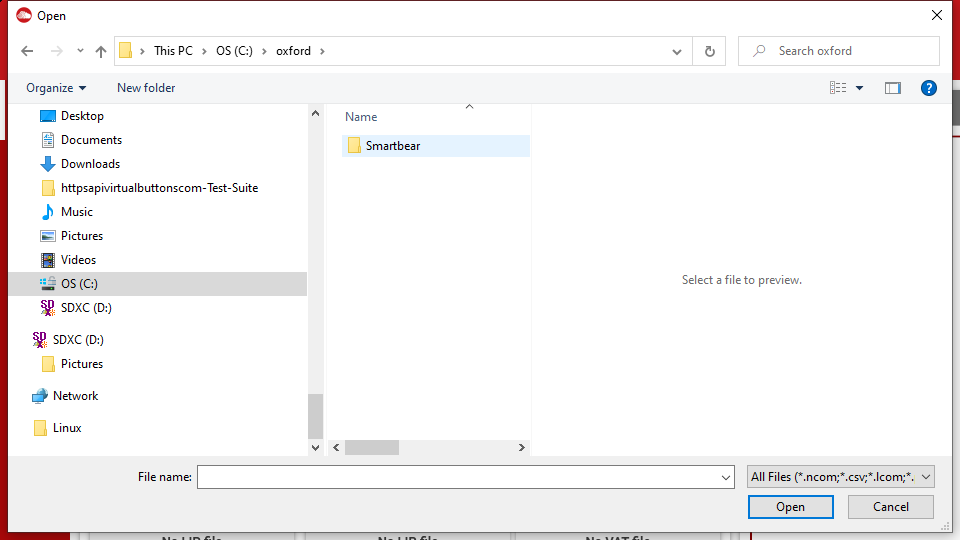 Open
This PC > OS (C:) > oxford >
Search oxford
Organize
New folder
?
Desktop
Documents
Downloads
httpsapivirtualbuttonscom-Test-Suite
Music
Pictures
Videos
OS (C:)
SDXC (D:)
SDXC (D:)
Pictures
Network
Linux
Name
Smartbear
Select a file to preview.
File name:
All Files (*.ncom;*.csv;*.lcom;*.
Open
Cancel